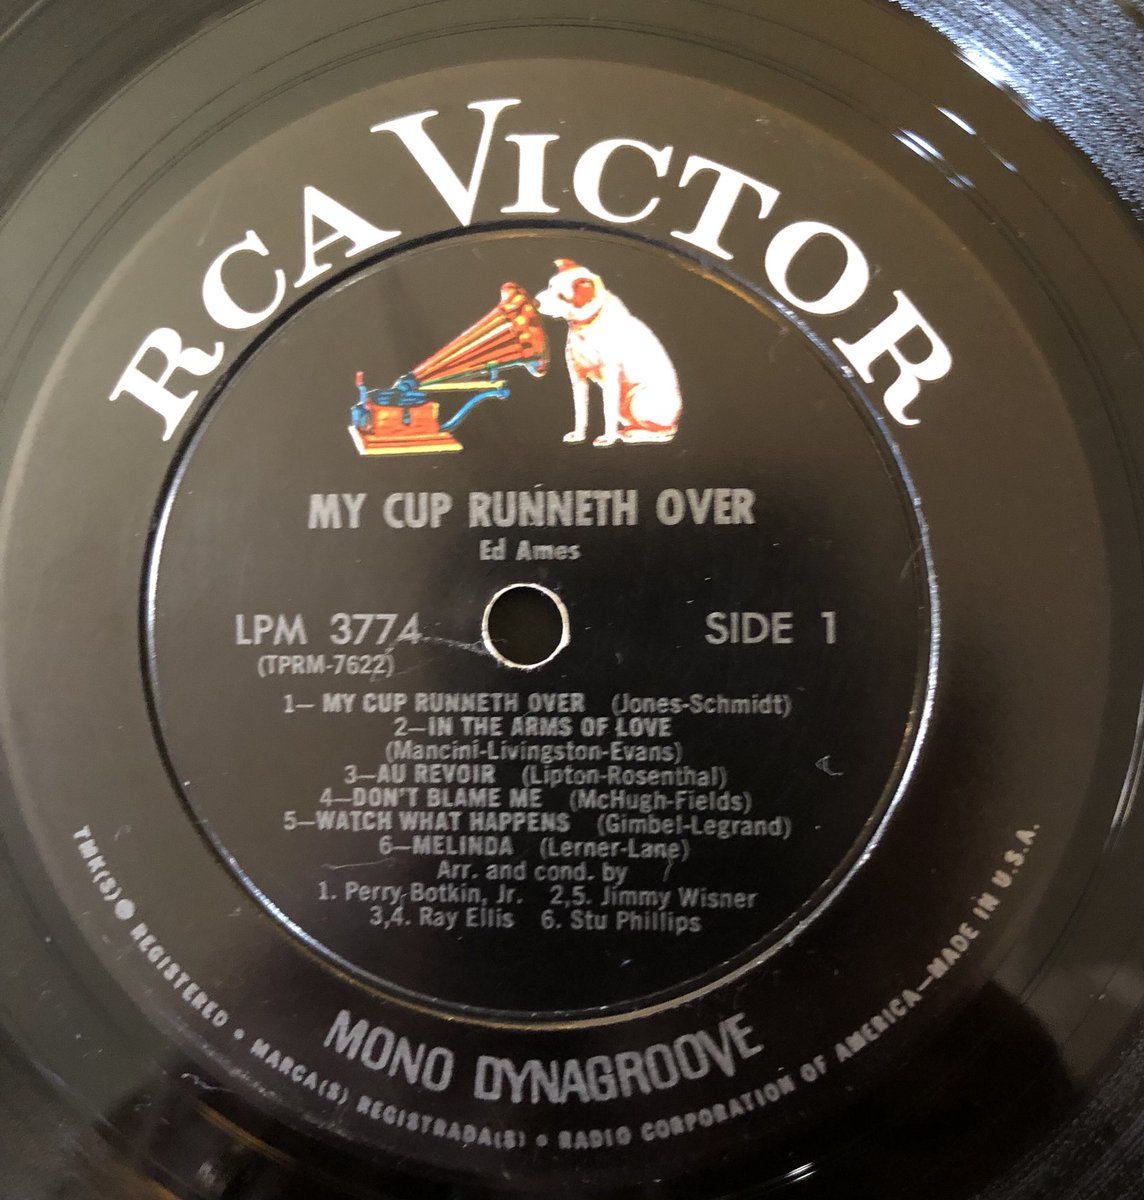 RCA VICTOR
MY CUP RUNNETH OVER
Ed Ames
LPM 3774 SIDE 1
(TPRM-7622)
1— MY CUP RUNNETH OVER (Jones-Schmidt)
2—IN THE ARMS OF LOVE
(Mancini-Livingston-Evans)
3—AU REVOIR (Lipton-Rosenthal)
4—DON'T BLAME ME (McHugh-Fields)
5—WATCH WHAT HAPPENS (Gimbel-Legrand)
6—MELINDA (Lerner-Lane)
Arr. and cond. by
1. Perry Botkin, Jr. 2,5. Jimmy Wisner
3,4. Ray Ellis 6. Stu Phillips
MONO DYNAGROOVE
TMK(S) ® REGISTERED • MARCA(S) REGISTRADA(S) • RADIO CORPORATION OF AMERICA—MADE IN U.S.A.